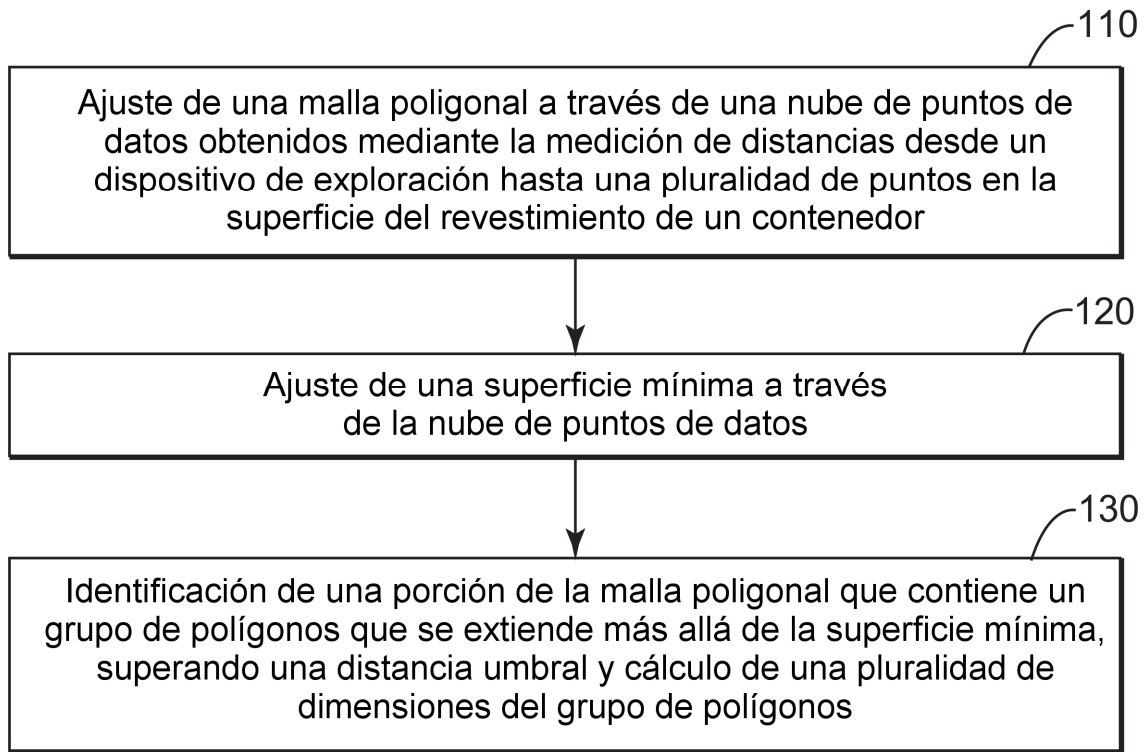 110
Ajuste de una malla poligonal a través de una nube de puntos de
datos obtenidos mediante la medición de distancias desde un
dispositivo de exploración hasta una pluralidad de puntos en la
superficie del revestimiento de un contenedor
120
Ajuste de una superficie mínima a través
de la nube de puntos de datos
130
Identificación de una porción de la malla poligonal que contiene un
grupo de polígonos que se extiende más allá de la superficie mínima,
superando una distancia umbral y cálculo de una pluralidad de
dimensiones del grupo de polígonos